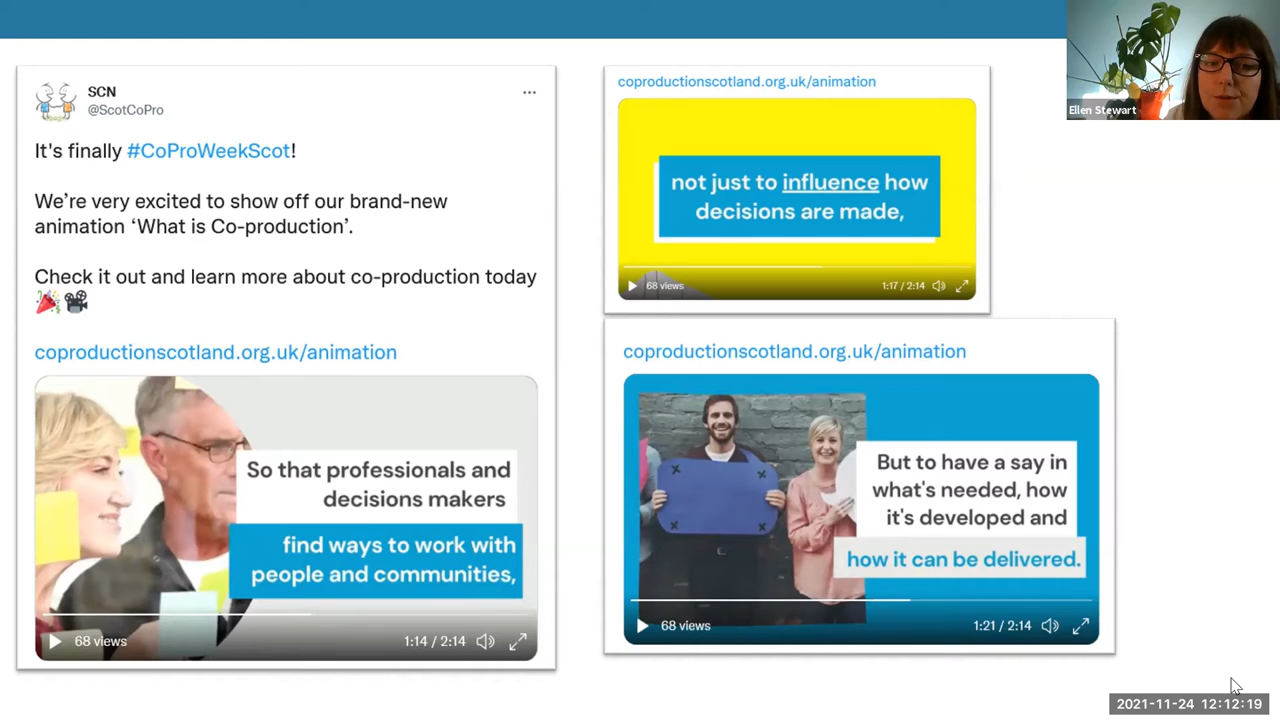 SCN
@ScotCoPro
It's finally #CoProWeekScot!
We're very excited to show off our brand-new
animation ‘What is Co-production’.
Check it out and learn more about co-production today
coproductionscotland.org.uk/animation
So that professionals and
decisions makers
find ways to work with
people and communities,
68 views
1:14 / 2:14
coproductionscotland.org.uk/animation
not just to influence how
decisions are made,
68 views
1:17 / 2:14
coproductionscotland.org.uk/animation
But to have a say in
what's needed, how
it's developed and
how it can be delivered.
68 views
1:21 / 2:14
Ellen Stewart
2021-11-24 12:12:19